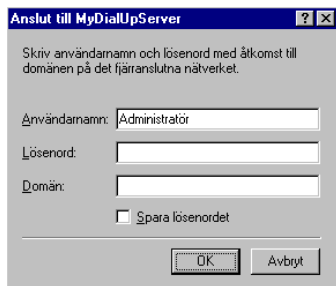 Anslut till MyDialUpServer
Skriv användarnamn och lösenord med åtkomst till
domänen på det fjärranslutna nätverket.
Användarnamn: Administratör
Lösenord:
Domän:
Spara lösenordet
OK Avbryt